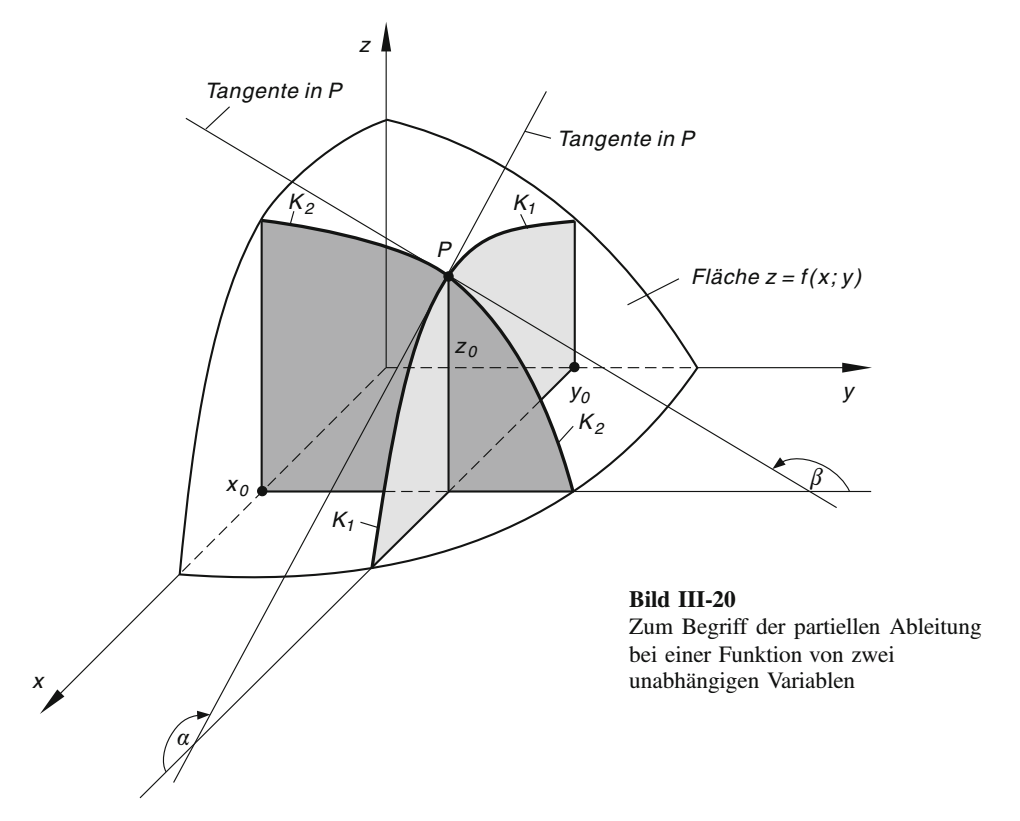 z
Tangente in P
Tangente in P
K2
K1
P
Fläche z = f(x; y)
z0
y0
y
K2
x0
β
K1
Bild III-20
Zum Begriff der partiellen Ableitung
bei einer Funktion von zwei
unabhängigen Variablen
x
α